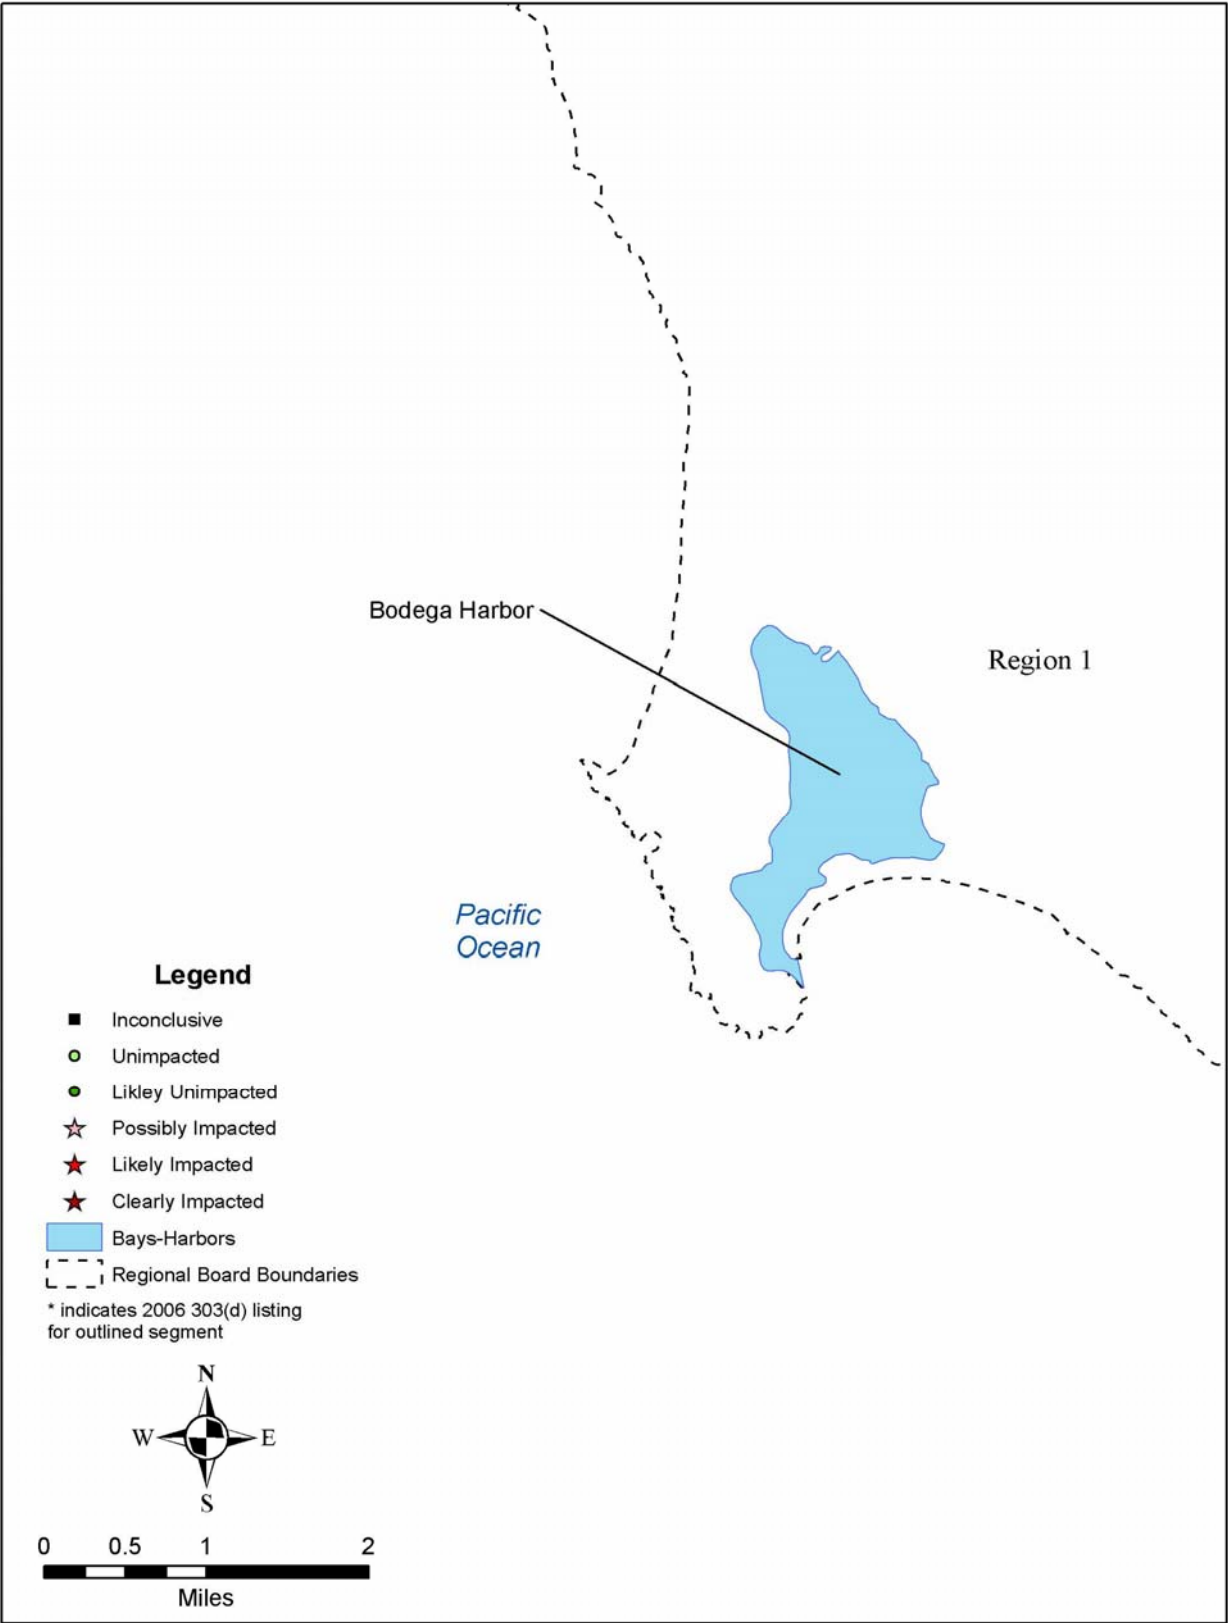 Bodega Harbor
Region 1
Pacific
Ocean
Legend
Inconclusive
Unimpacted
Likley Unimpacted
Possibly Impacted
Likely Impacted
Clearly Impacted
Bays-Harbors
Regional Board Boundaries
* indicates 2006 303(d) listing
for outlined segment
N
W E
S
0 0.5 1 2
Miles